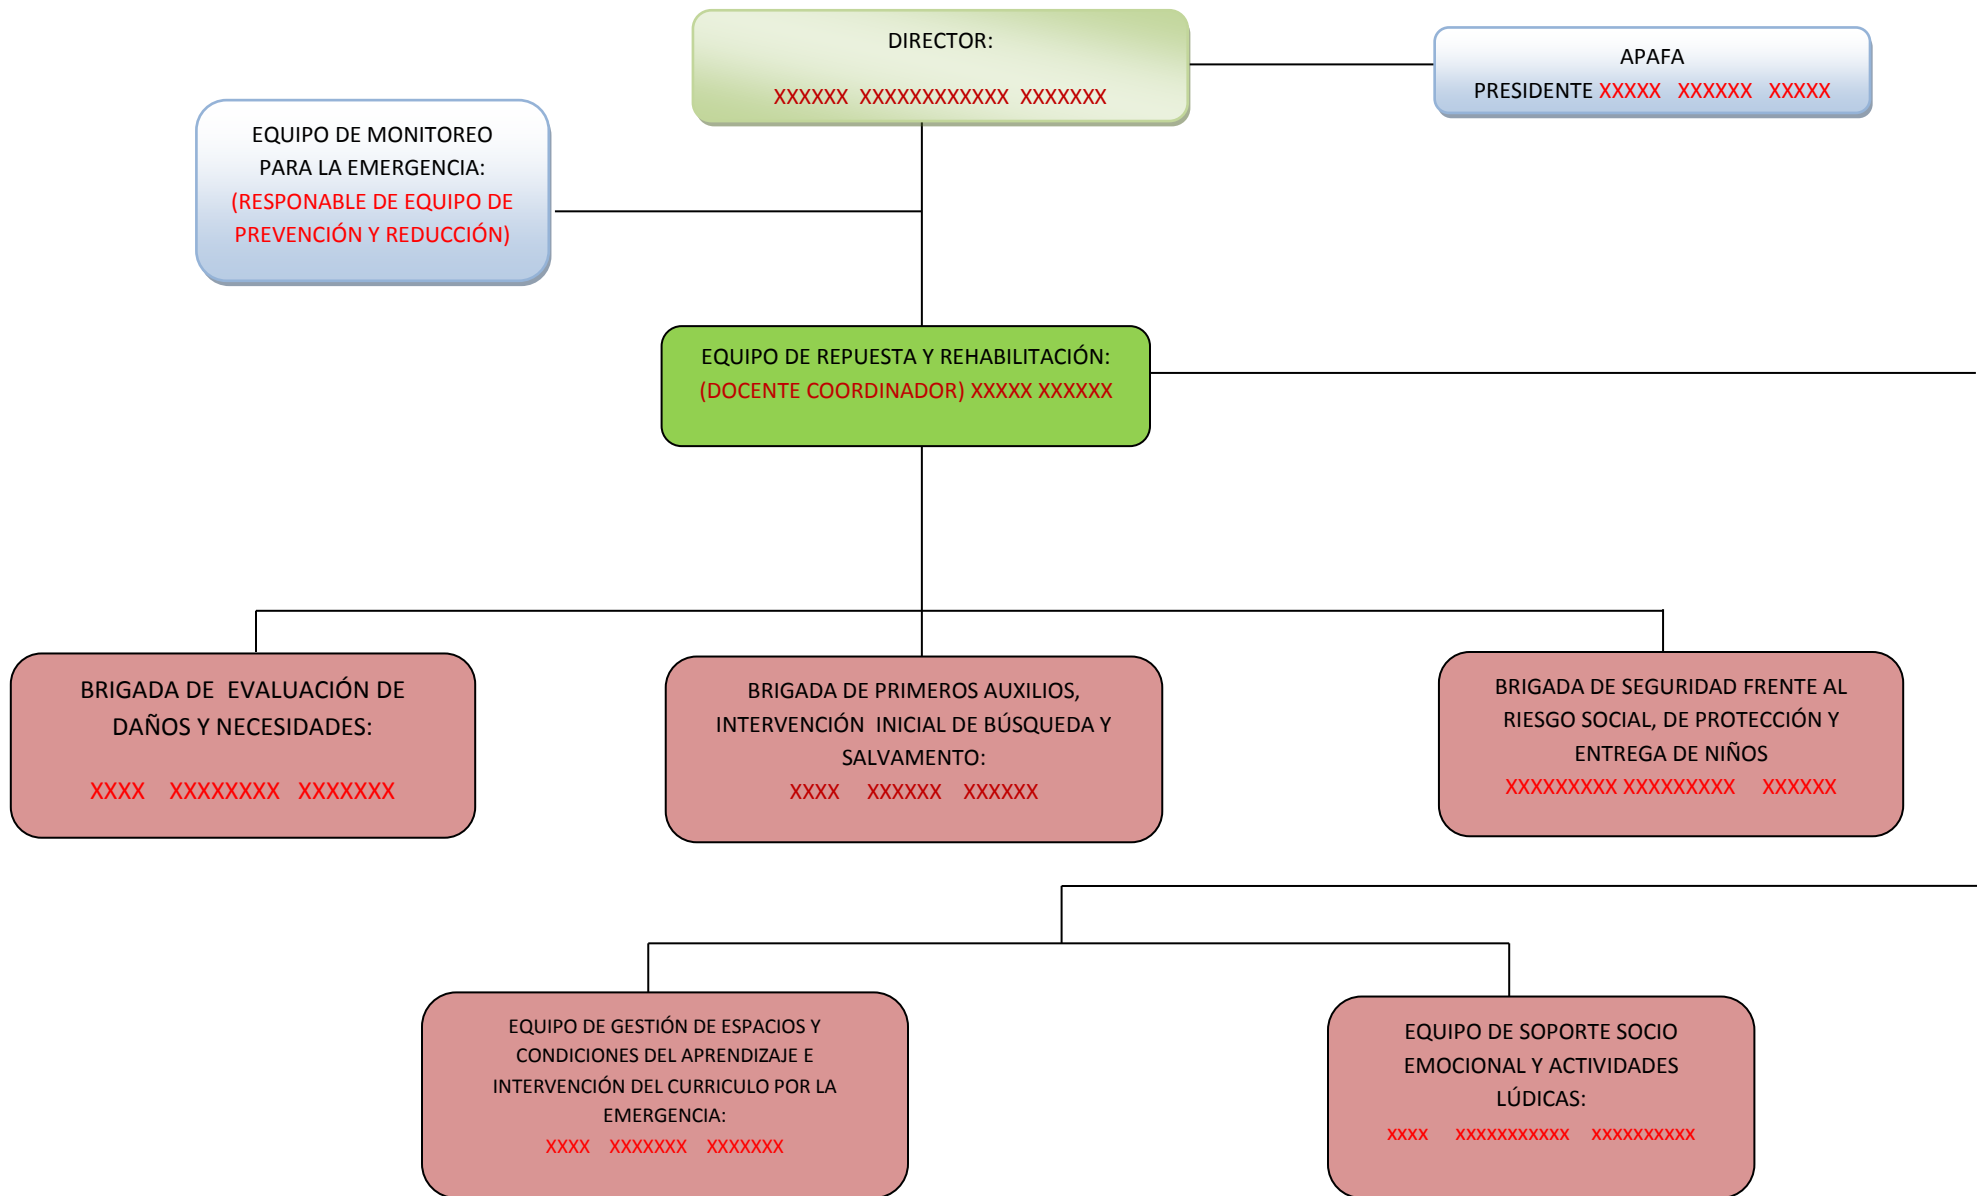 DIRECTOR:
XXXXXX XXXXXXXXXXXX XXXXXXX
APAFA
PRESIDENTE XXXXX XXXXXX XXXXX
EQUIPO DE MONITOREO
PARA LA EMERGENCIA:
(RESPONABLE DE EQUIPO DE
PREVENCIÓN Y REDUCCIÓN)
EQUIPO DE REPUESTA Y REHABILITACIÓN:
(DOCENTE COORDINADOR) XXXXX XXXXXX
BRIGADA DE EVALUACIÓN DE
DAÑOS Y NECESIDADES:
XXXX XXXXXXXX XXXXXXX
BRIGADA DE PRIMEROS AUXILIOS,
INTERVENCIÓN INICIAL DE BÚSQUEDA Y
SALVAMENTO:
XXXX XXXXXX XXXXXX
BRIGADA DE SEGURIDAD FRENTE AL
RIESGO SOCIAL, DE PROTECCIÓN Y
ENTREGA DE NIÑOS
XXXXXXXXX XXXXXXXXX XXXXXX
EQUIPO DE GESTIÓN DE ESPACIOS Y
CONDICIONES DEL APRENDIZAJE E
INTERVENCIÓN DEL CURRICULO POR LA
EMERGENCIA:
XXXX XXXXXXX XXXXXXX
EQUIPO DE SOPORTE SOCIO
EMOCIONAL Y ACTIVIDADES
LÚDICAS:
XXXX XXXXXXXXXXX XXXXXXXXXX